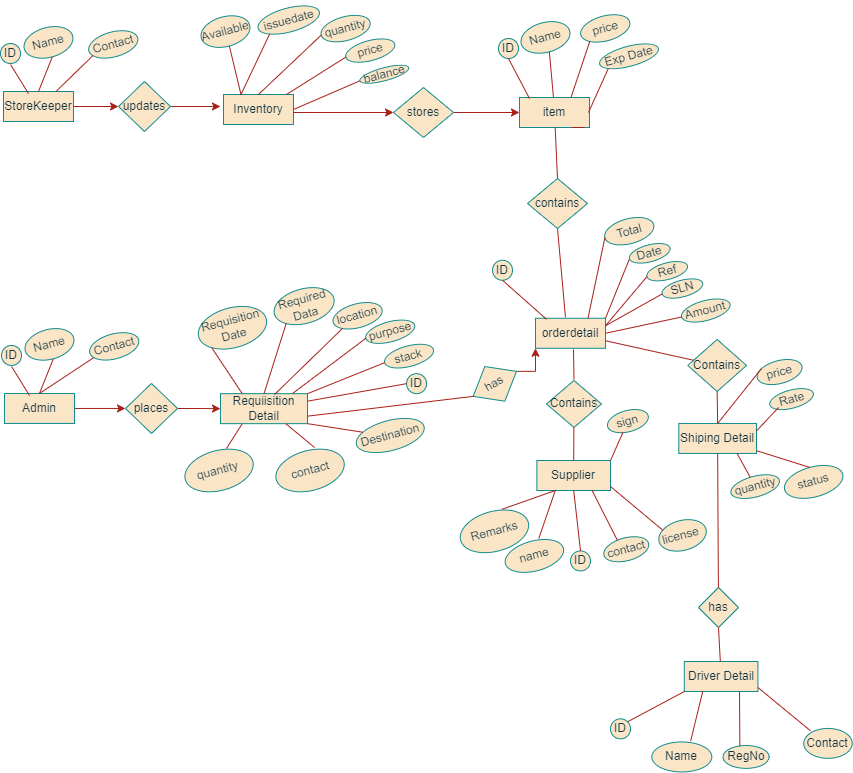 ID
Name
Contact
StoreKeeper
updates
Available
issuedate
quantity
price
balance
Inventory
stores
ID
Name
price
Exp Date
item
contains
ID
Total
Date
Ref
SLN
Amount
orderdetail
ID
Name
Contact
Admin
places
Requisition
Date
Required
Data
location
purpose
stack
ID
Requiisition
Detail
Destination
quantity
contact
has
Contains
sign
Supplier
Remarks
name
ID
contact
license
Contains
price
Rate
Shiping Detail
quantity
status
has
Driver Detail
ID
Name
RegNo
Contact